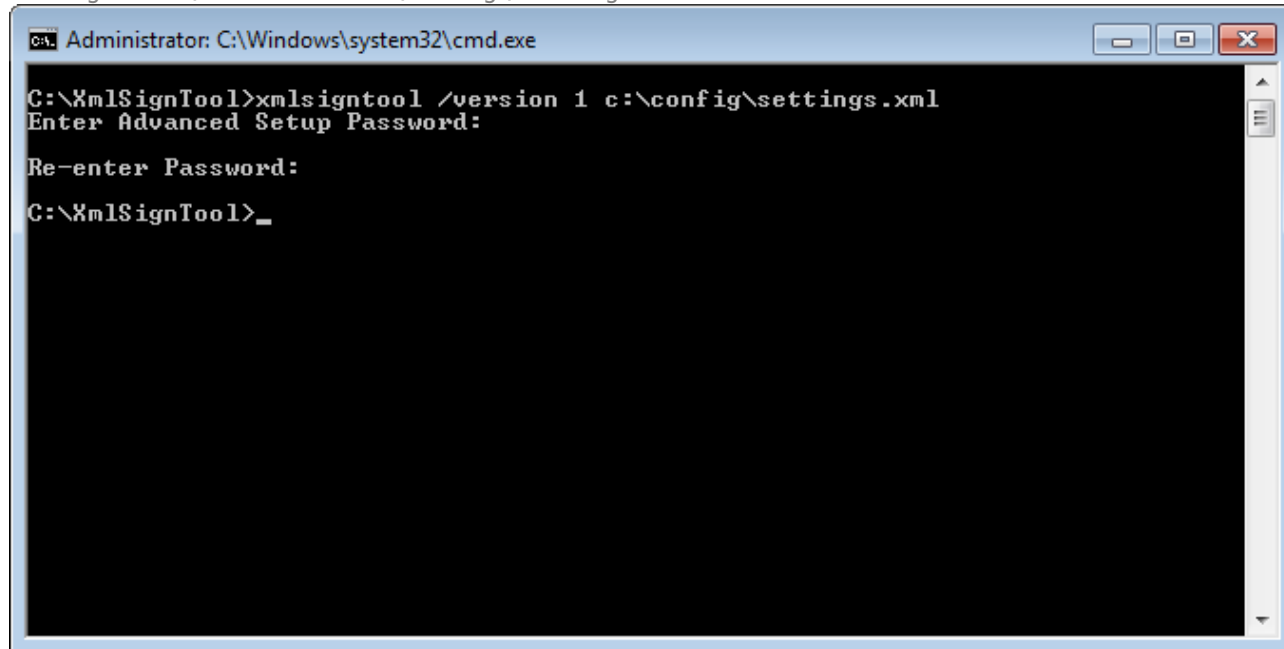 Administrator: C:\Windows\system32\cmd.exe
C:\XmlSignTool>xmlsigntool /version 1 c:\config\settings.xml
Enter Advanced Setup Password:
Re-enter Password:
C:\XmlSignTool>_